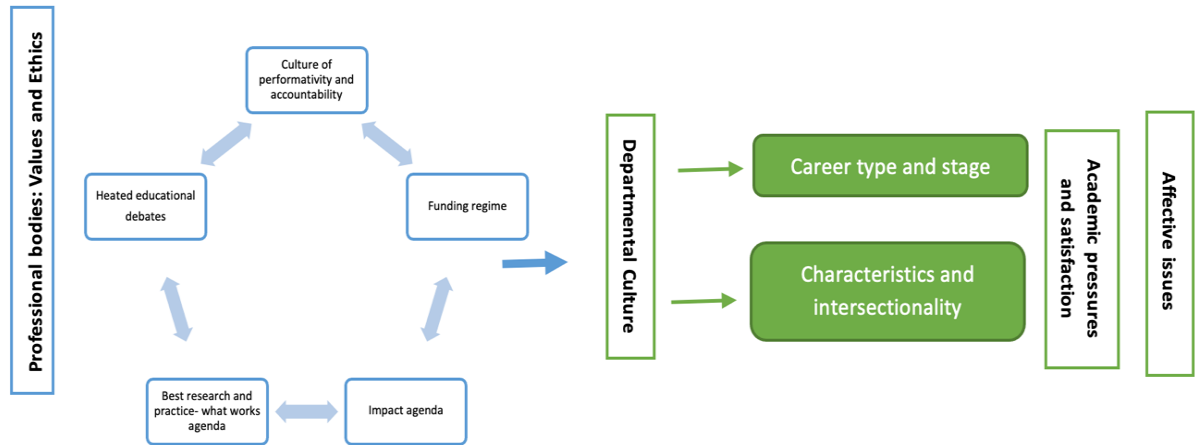 Professional bodies: Values and Ethics
Culture of
performativity and
accountability
Heated educational
debates
Funding regime
Best research and
practice- what works
agenda
Impact agenda
Departmental Culture
Career type and stage
Characteristics and
intersectionality
Academic pressures
and satisfaction
Affective issues